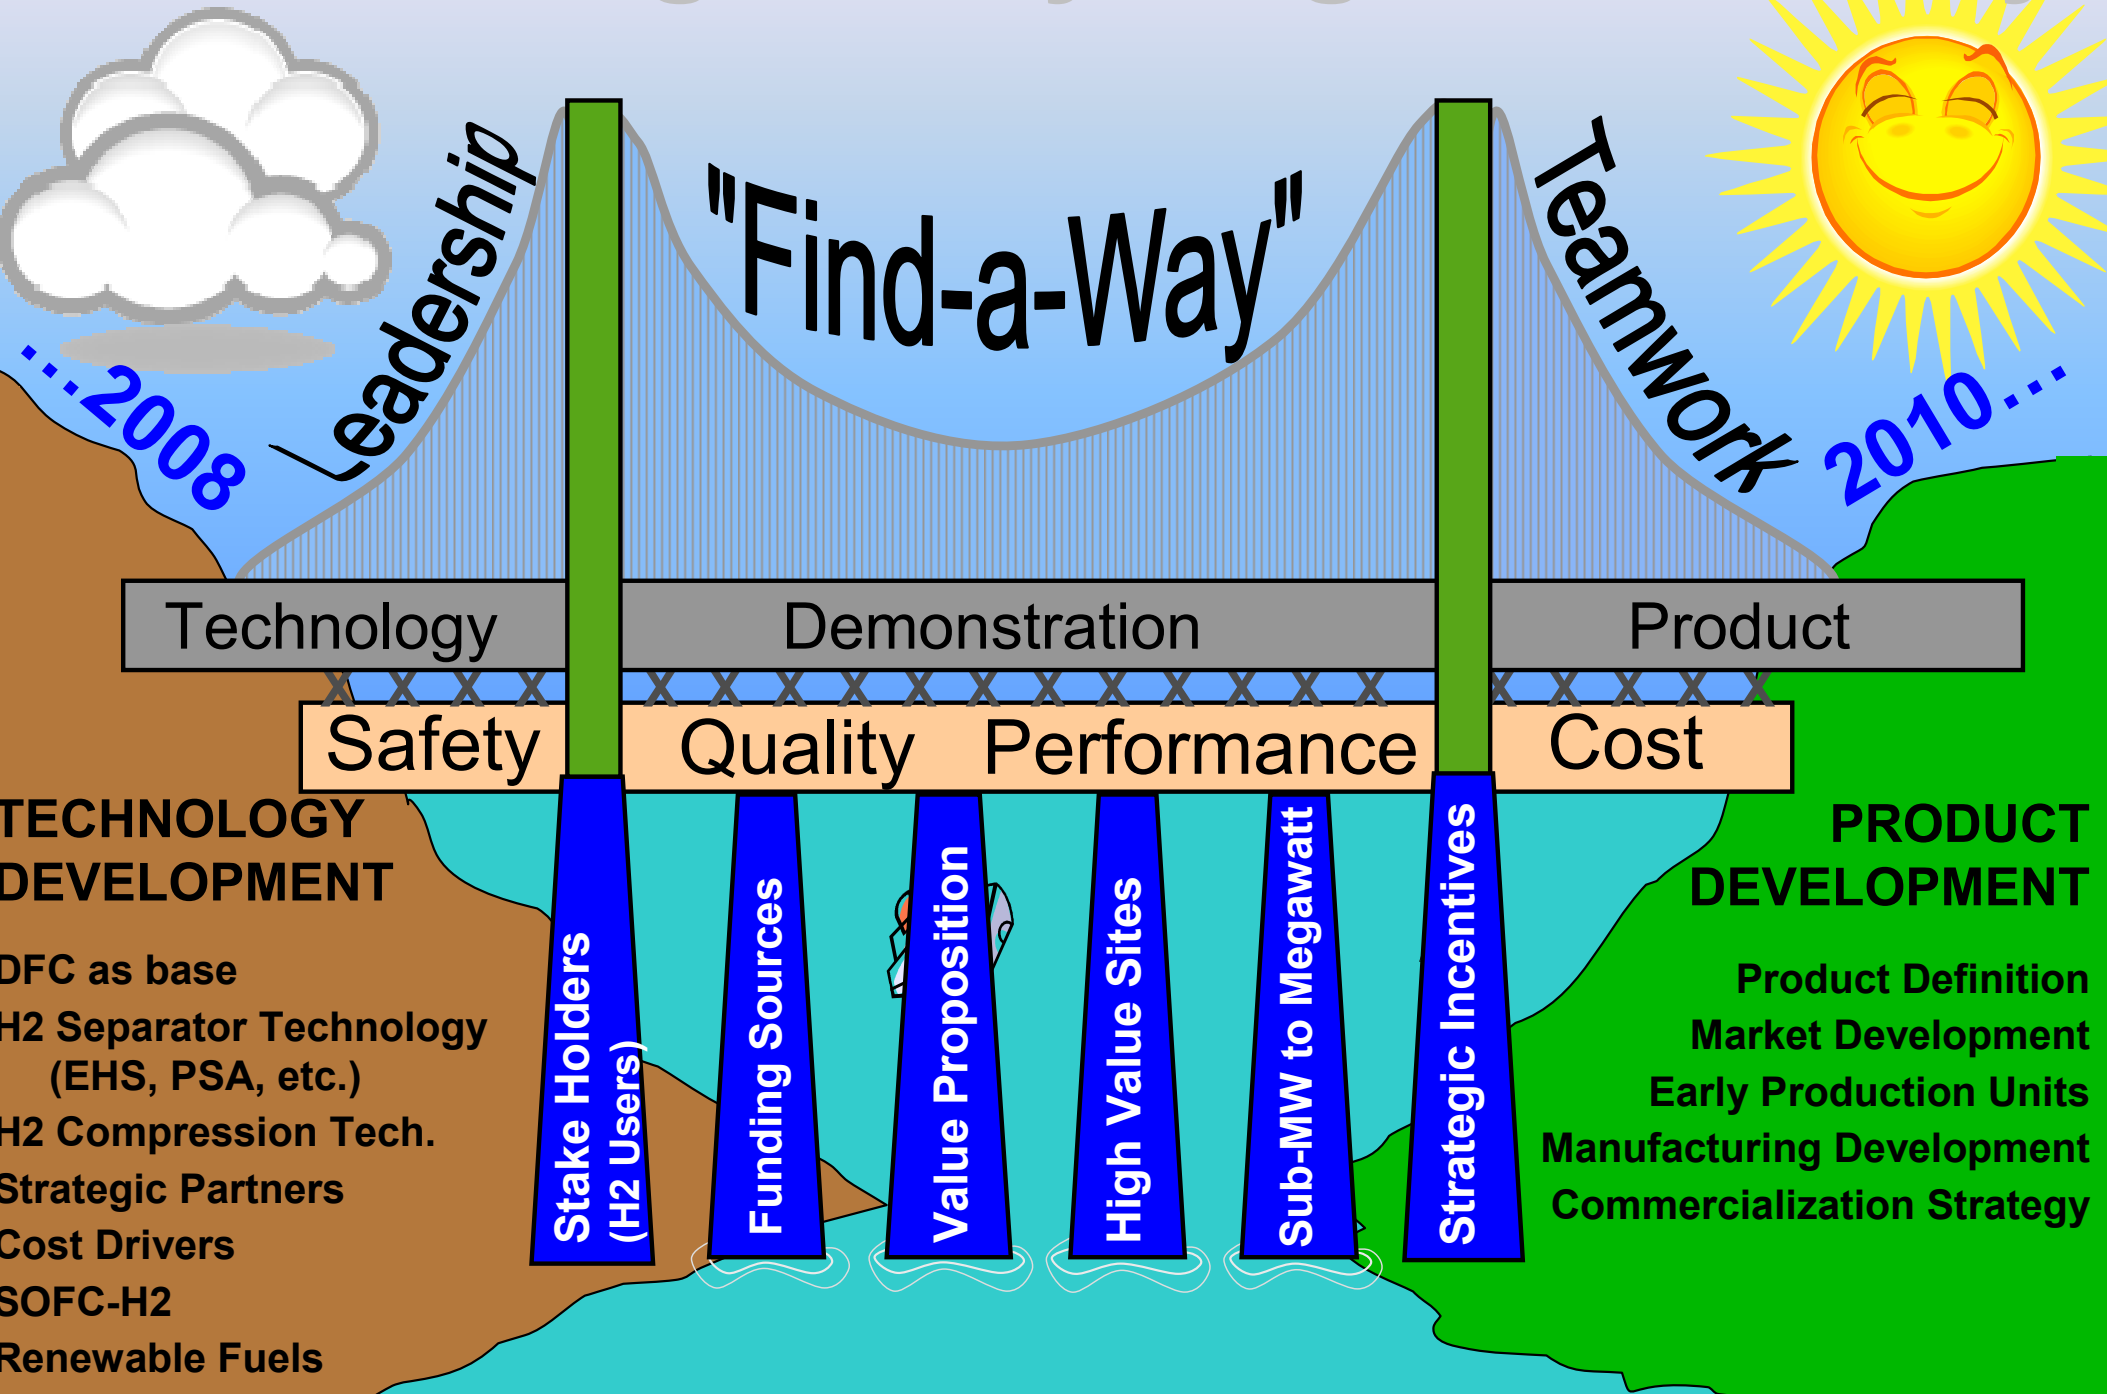 Leadership
"Find-a-Way"
Teamwork
...2008
2010...
Technology
Demonstration
Product
Safety
Quality
Performance
Cost
TECHNOLOGY
DEVELOPMENT
DFC as base
H2 Separator Technology
(EHS, PSA, etc.)
H2 Compression Tech.
Strategic Partners
Cost Drivers
SOFC-H2
Renewable Fuels
Stake Holders
(H2 Users)
Funding Sources
Value Proposition
High Value Sites
Sub-MW to Megawatt
Strategic Incentives
PRODUCT
DEVELOPMENT
Product Definition
Market Development
Early Production Units
Manufacturing Development
Commercialization Strategy